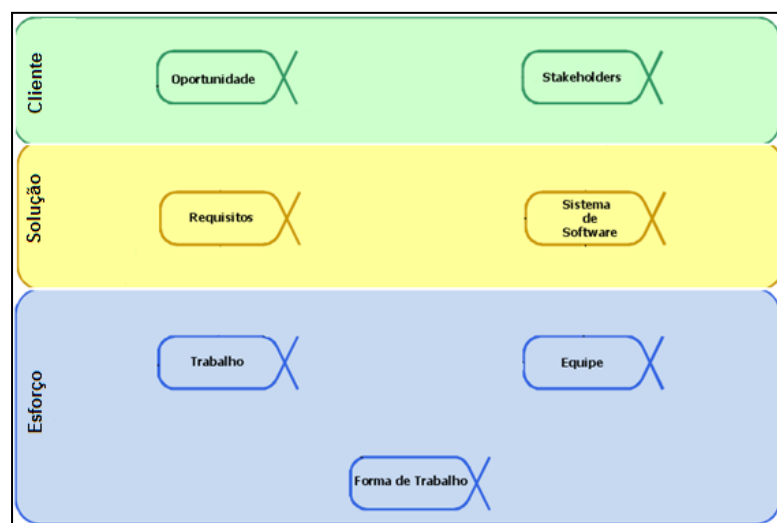 Cliente
Oportunidade
Stakeholders
Solução
Requisitos
Sistema
de
Software
Esforço
Trabalho
Equipe
Forma de Trabalho